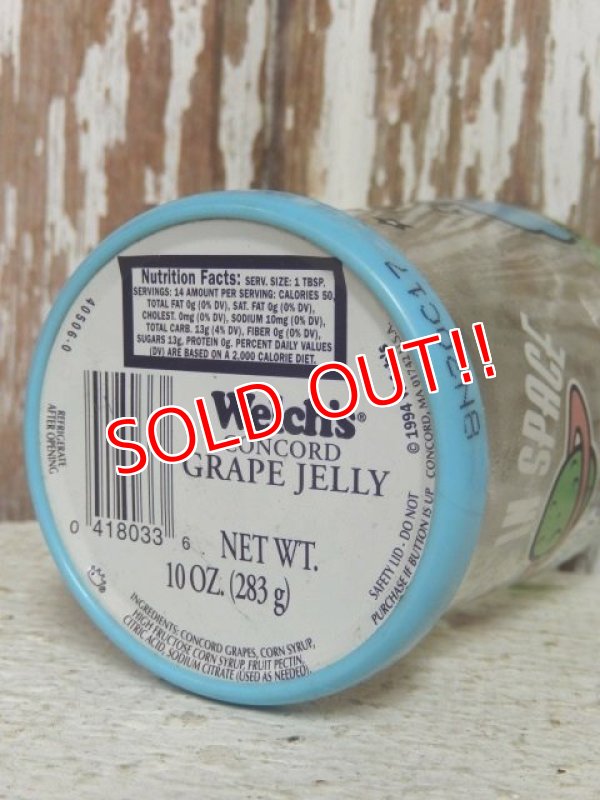 Nutrition Facts: SERV. SIZE: 1 TBSP.
SERVINGS: 14 AMOUNT PER SERVING: CALORIES 50,
TOTAL FAT 0g (0% DV), SAT. FAT 0g (0% DV),
CHOLEST. 0mg (0% DV), SODIUM 10mg (0% DV),
TOTAL CARB. 13g (4% DV), FIBER 0g (0% DV),
SUGARS 13g, PROTEIN 0g. PERCENT DAILY VALUES
(DV) ARE BASED ON A 2,000 CALORIE DIET.
40506-0
REFRIGERATE
AFTER OPENING
Welch's®
CONCORD
GRAPE JELLY
NET WT.
10 OZ. (283 g)
0 418033 6
INGREDIENTS: CONCORD GRAPES, CORN SYRUP,
HIGH FRUCTOSE CORN SYRUP, FRUIT PECTIN,
CITRIC ACID, SODIUM CITRATE (USED AS NEEDED).
SAFETY LID - DO NOT
PURCHASE IF BUTTON IS UP
© 1994
CONCORD, MA 01742 USA
SPACE
SOLD OUT!!